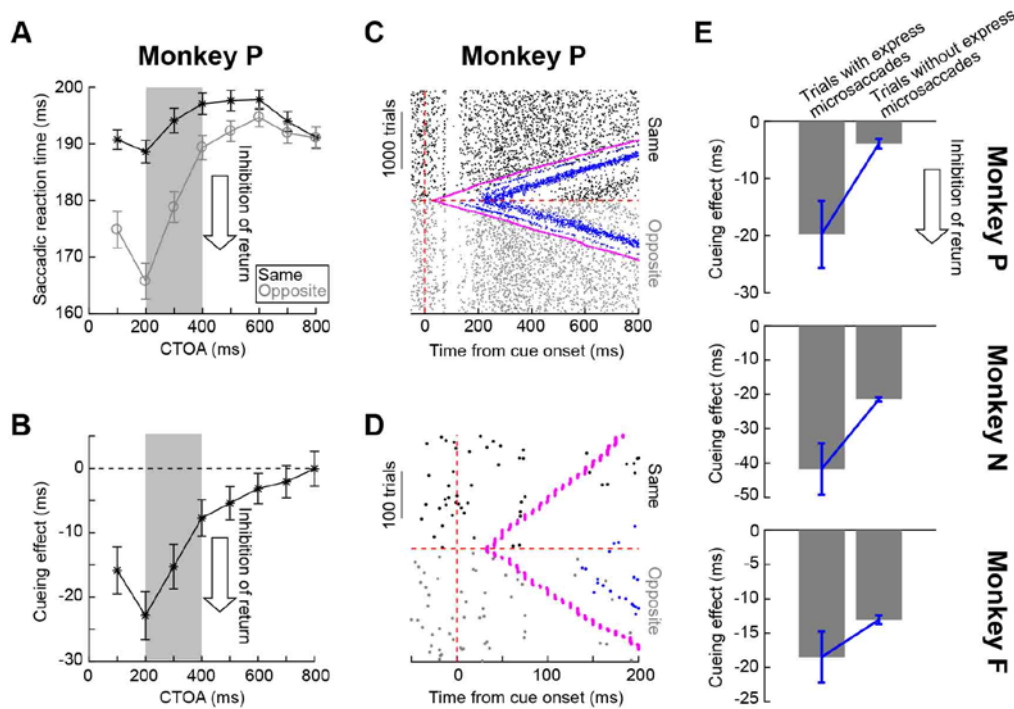 A
Monkey P
Saccadic reaction time (ms)
200
190
180
170
160
0
200
400
600
800
CTOA (ms)
Inhibition of return
Same
Opposite
B
Cueing effect (ms)
0
-10
-20
-30
0
200
400
600
800
CTOA (ms)
Inhibition of return
C
Monkey P
1000 trials
Same
Opposite
0
200
400
600
800
Time from cue onset (ms)
D
100 trials
Same
Opposite
0
100
200
Time from cue onset (ms)
E
Trials with express
microsaccades
Trials without express
microsaccades
Cueing effect (ms)
0
-10
-20
-30
Inhibition
of return
Monkey P
Cueing effect (ms)
0
-10
-20
-30
-40
-50
Monkey N
Cueing effect (ms)
0
-5
-10
-15
-20
-25
Monkey F